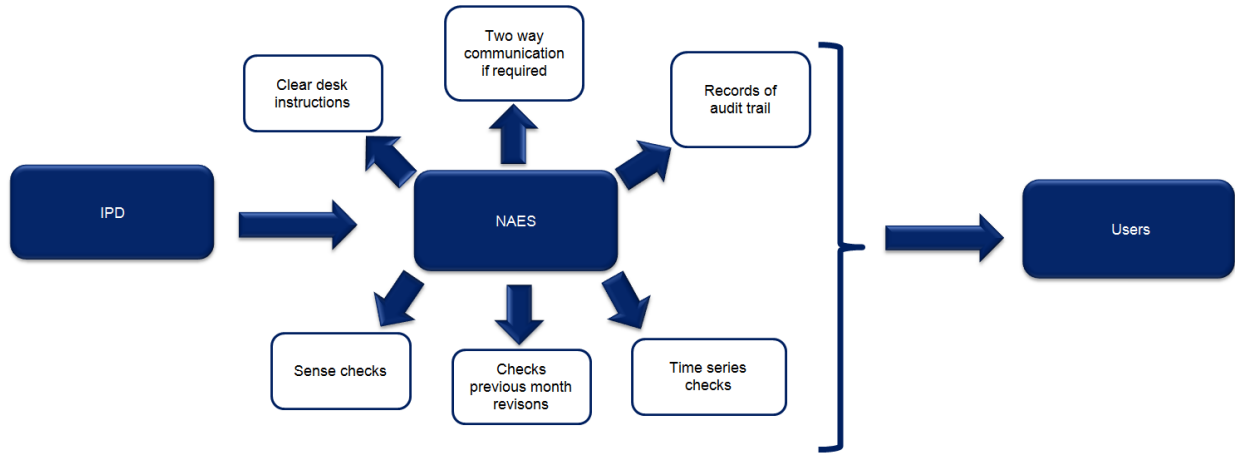 Two way
communication
if required
Clear desk
instructions
Records of
audit trail
IPD
NAES
Users
Sense checks
Checks
previous month
revisons
Time series
checks